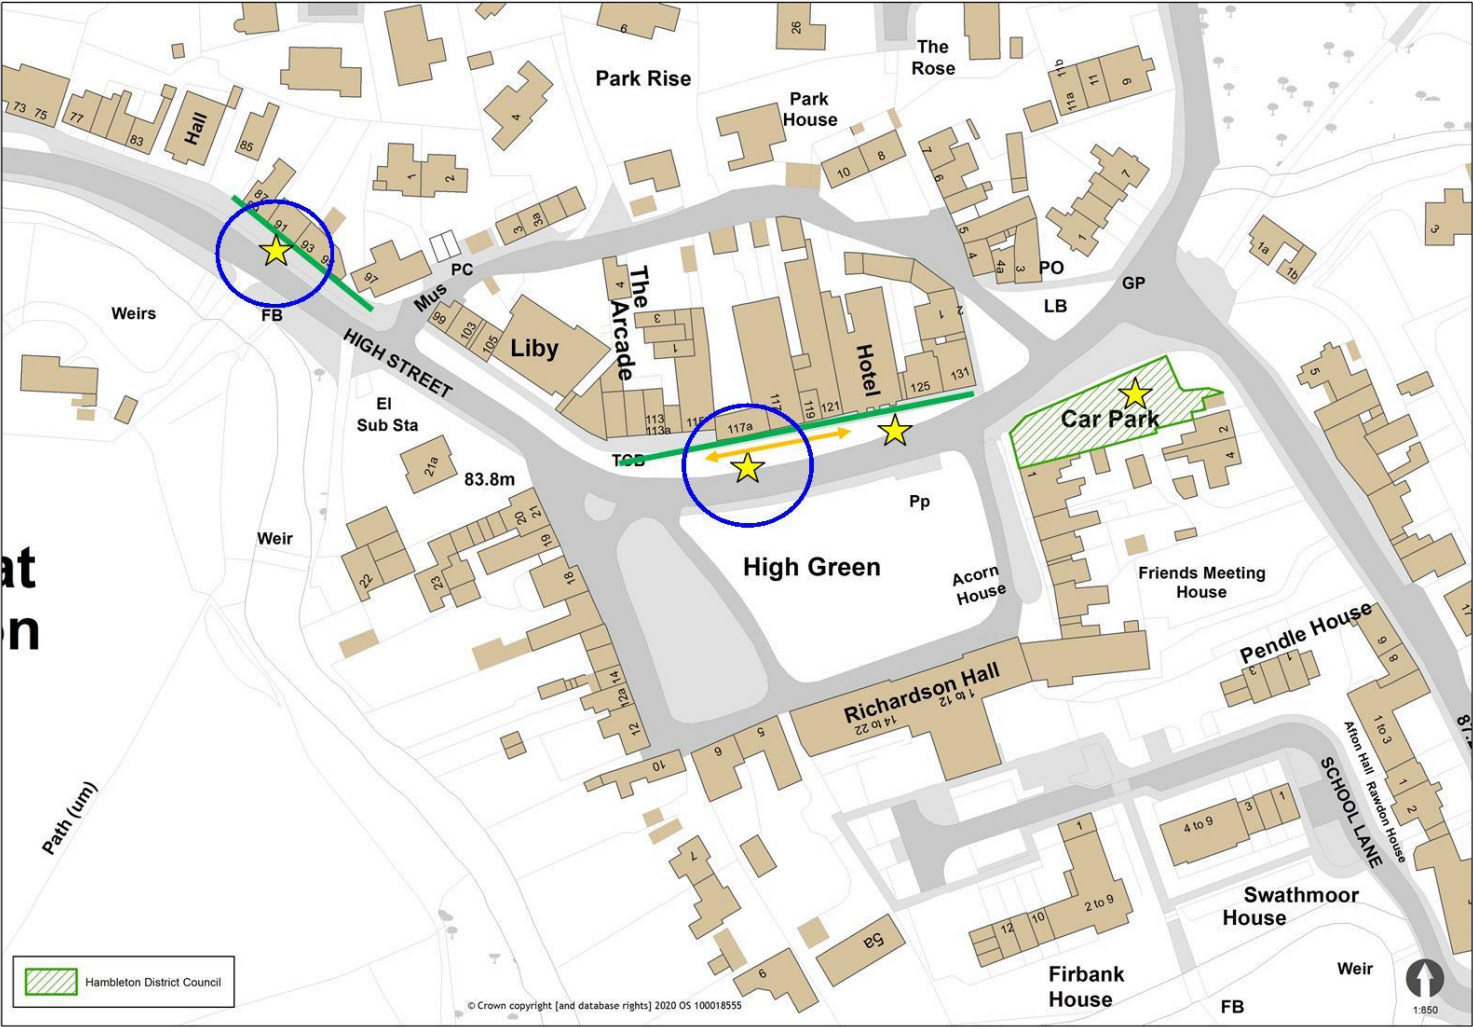 6
26
The
Rose
Park Rise
Park
House
11b
11a
11
9
73
75
77
83
Hall
85
4
1
2
10
8
7
6
7
1
87
91
93
97
3
3a
PC
Mus
5
4
4a
3
PO
LB
GP
1a
1b
3
Weirs
FB
HIGH STREET
99
103
105
Liby
The
Arcade
4
3
1
Hotel
1
2
125
131
El
Sub Sta
113
113a
115
117a
117
119
121
TCB
Car Park
5
21a
83.8m
Pp
1
2
4
Weir
20
21
19
18
22
23
High Green
Acorn
House
Friends Meeting
House
at
on
Pendle House
3
1
6
8
17
14
12a
12
10
6
5
Richardson Hall
14 to 22
1 to 12
Path (um)
SCHOOL LANE
Afton Hall
Rawdon House
1 to 3
1
2
4 to 9
3
1
7
1
2 to 9
10
12
Swathmoor
House
5a
9
Firbank
House
Weir
FB
Hambleton District Council
© Crown copyright [and database rights] 2020 OS 100018555
1:850